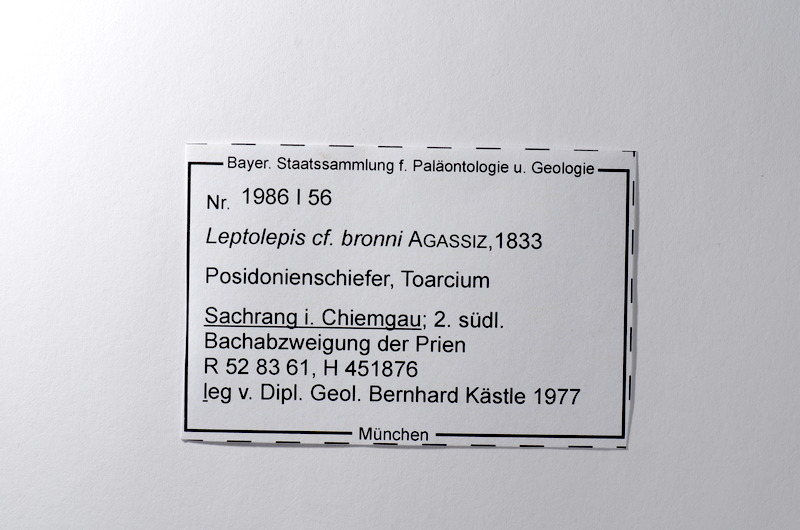 Bayer. Staatssammlung f. Paläontologie u. Geologie
Nr. 1986 I 56
Leptolepis cf. bronni AGASSIZ,1833
Posidonienschiefer, Toarcium
Sachrang i. Chiemgau; 2. südl.
Bachabzweigung der Prien
R 52 83 61, H 451876
leg v. Dipl. Geol. Bernhard Kästle 1977
München